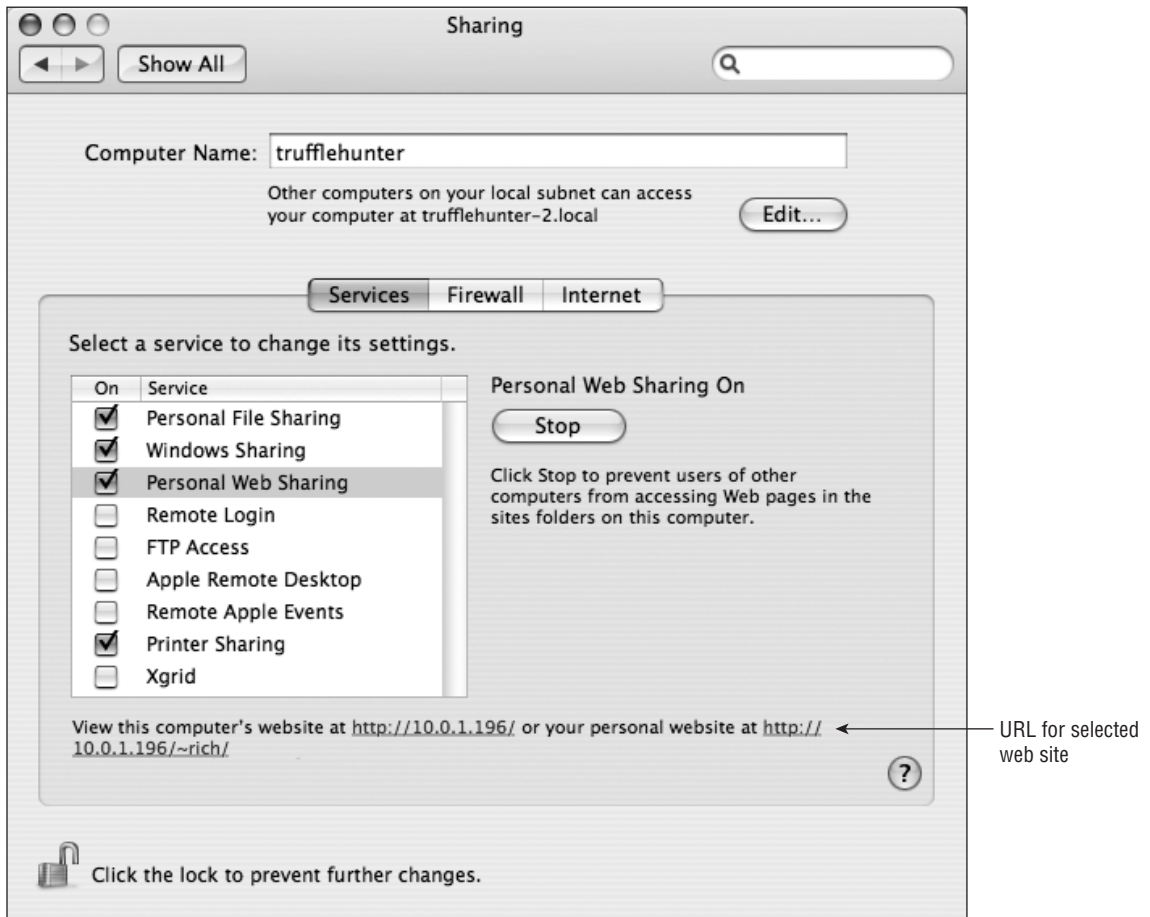 Sharing
Show All
Computer Name: trufflehunter
Other computers on your local subnet can access
your computer at trufflehunter-2.local
Edit...
Services Firewall Internet
Select a service to change its settings.
On Service
Personal File Sharing
Windows Sharing
Personal Web Sharing
Remote Login
FTP Access
Apple Remote Desktop
Remote Apple Events
Printer Sharing
Xgrid
Personal Web Sharing On
Stop
Click Stop to prevent users of other
computers from accessing Web pages in the
sites folders on this computer.
View this computer's website at http://10.0.1.196/ or your personal website at http://
10.0.1.196/~rich/
URL for selected
web site
?
Click the lock to prevent further changes.